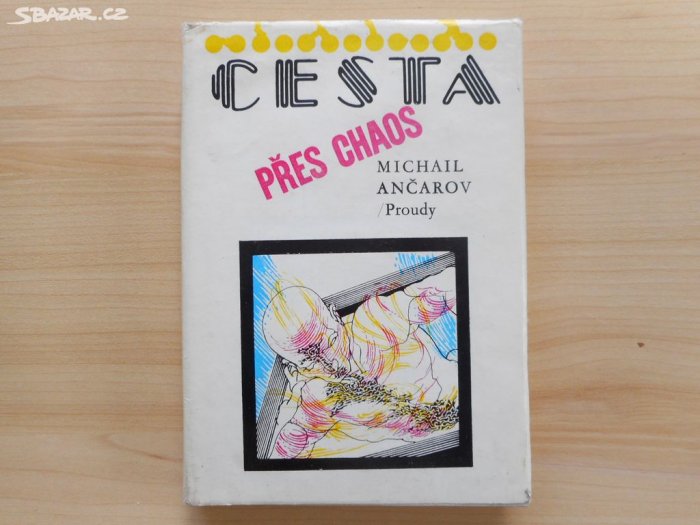 SBAZAR.CZ
CESTA
PŘES CHAOS
MICHAIL
ANČAROV
/Proudy